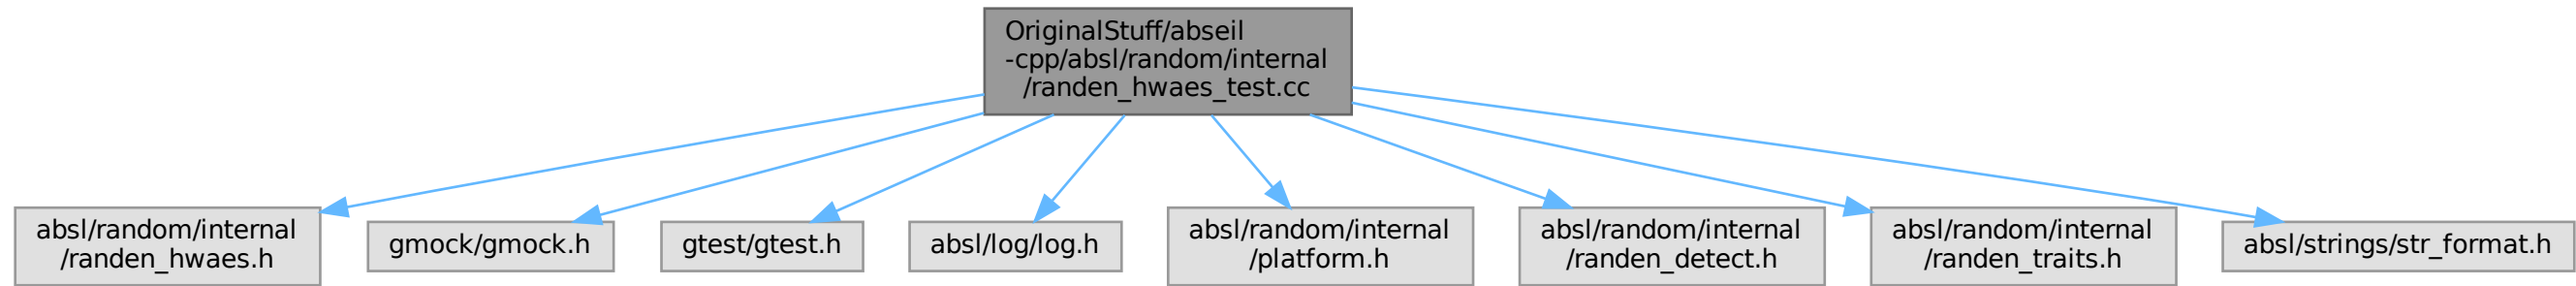 OriginalStuff/abseil
-cpp/absl/random/internal
/randen_hwaes_test.cc
absl/random/internal
/randen_hwaes.h
gmock/gmock.h
gtest/gtest.h
absl/log/log.h
absl/random/internal
/platform.h
absl/random/internal
/randen_detect.h
absl/random/internal
/randen_traits.h
absl/strings/str_format.h